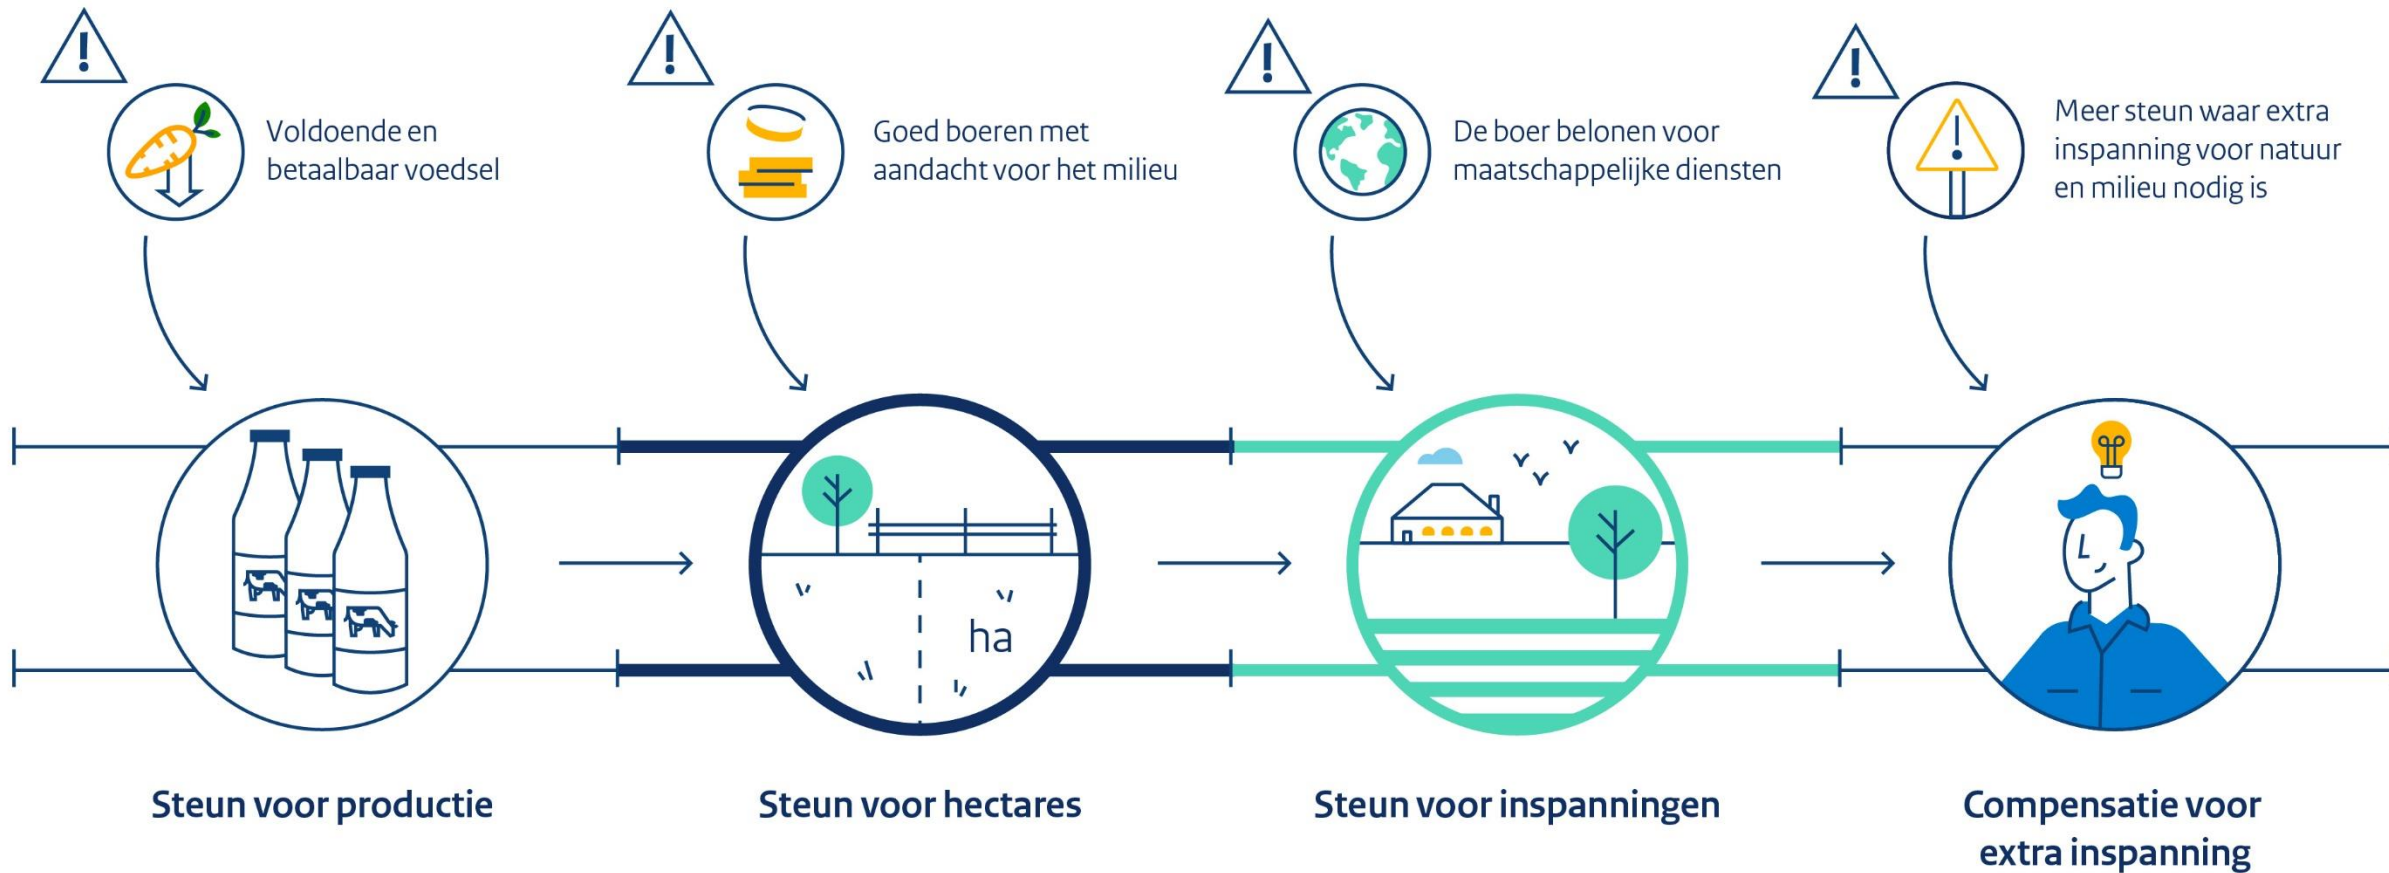 Voldoende en
betaalbaar voedsel
Goed boeren met
aandacht voor het milieu
De boer belonen voor
maatschappelijke diensten
Meer steun waar extra
inspanning voor natuur
en milieu nodig is
ha
Steun voor productie
Steun voor hectares
Steun voor inspanningen
Compensatie voor
extra inspanning